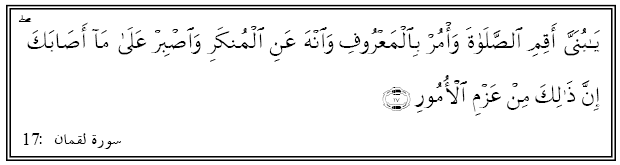 يَـٰبُنَىَّ أَقِمِ ٱلصَّلَوٰةَ وَأْمُرْ بِٱلْمَعْرُوفِ وَٱنْهَ عَنِ ٱلْمُنكَرِ وَٱصْبِرْ عَلَىٰ مَآ أَصَابَكَ ۖ
إِنَّ ذَٰلِكَ مِنْ عَزْمِ ٱلْأُمُورِ ﴿١٧﴾
سورة لقمان :17